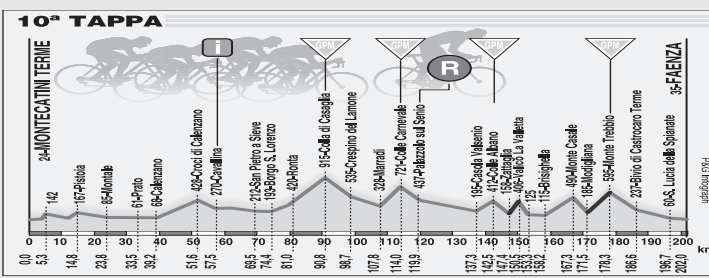 10ª TAPPA
i
GPM
GPM
R
GPM
GPM
24-MONTECATINI TERME
142
167-Pistoia
65-Montale
61-Prato
68-Calenzano
428-Croci di Calenzano
270-Cavallina
212-San Pietro a Sieve
193-Borgo S. Lorenzo
420-Ronta
915-Colla di Casaglia
535-Crespino del Lamone
328-Marradi
721-Colle Carnevale
437-Palazzolo sul Senio
195-Casola Valsenio
412-Colle Albano
405-Valico La Valletta
125
115-Brisighella
494-Monte Casale
185-Modigliana
595-Monte Trebbio
237-Bivio di Castrocaro Terme
60-S. Lucia delle Spianate
35-FAENZA
0 10 20 30 40 50 60 70 80 90 100 110 120 130 140 150 160 170 180 190 200
km
0,0 5,3 14,8 23,8 33,5 39,2 51,6 57,5 69,5 74,4 81,0 90,8 98,7 107,8 114,0 119,9 137,3 142,5 147,4 150,5 153,3 158,2 167,3 171,5 178,3 186,6 196,7 202,0
P&G Infograph